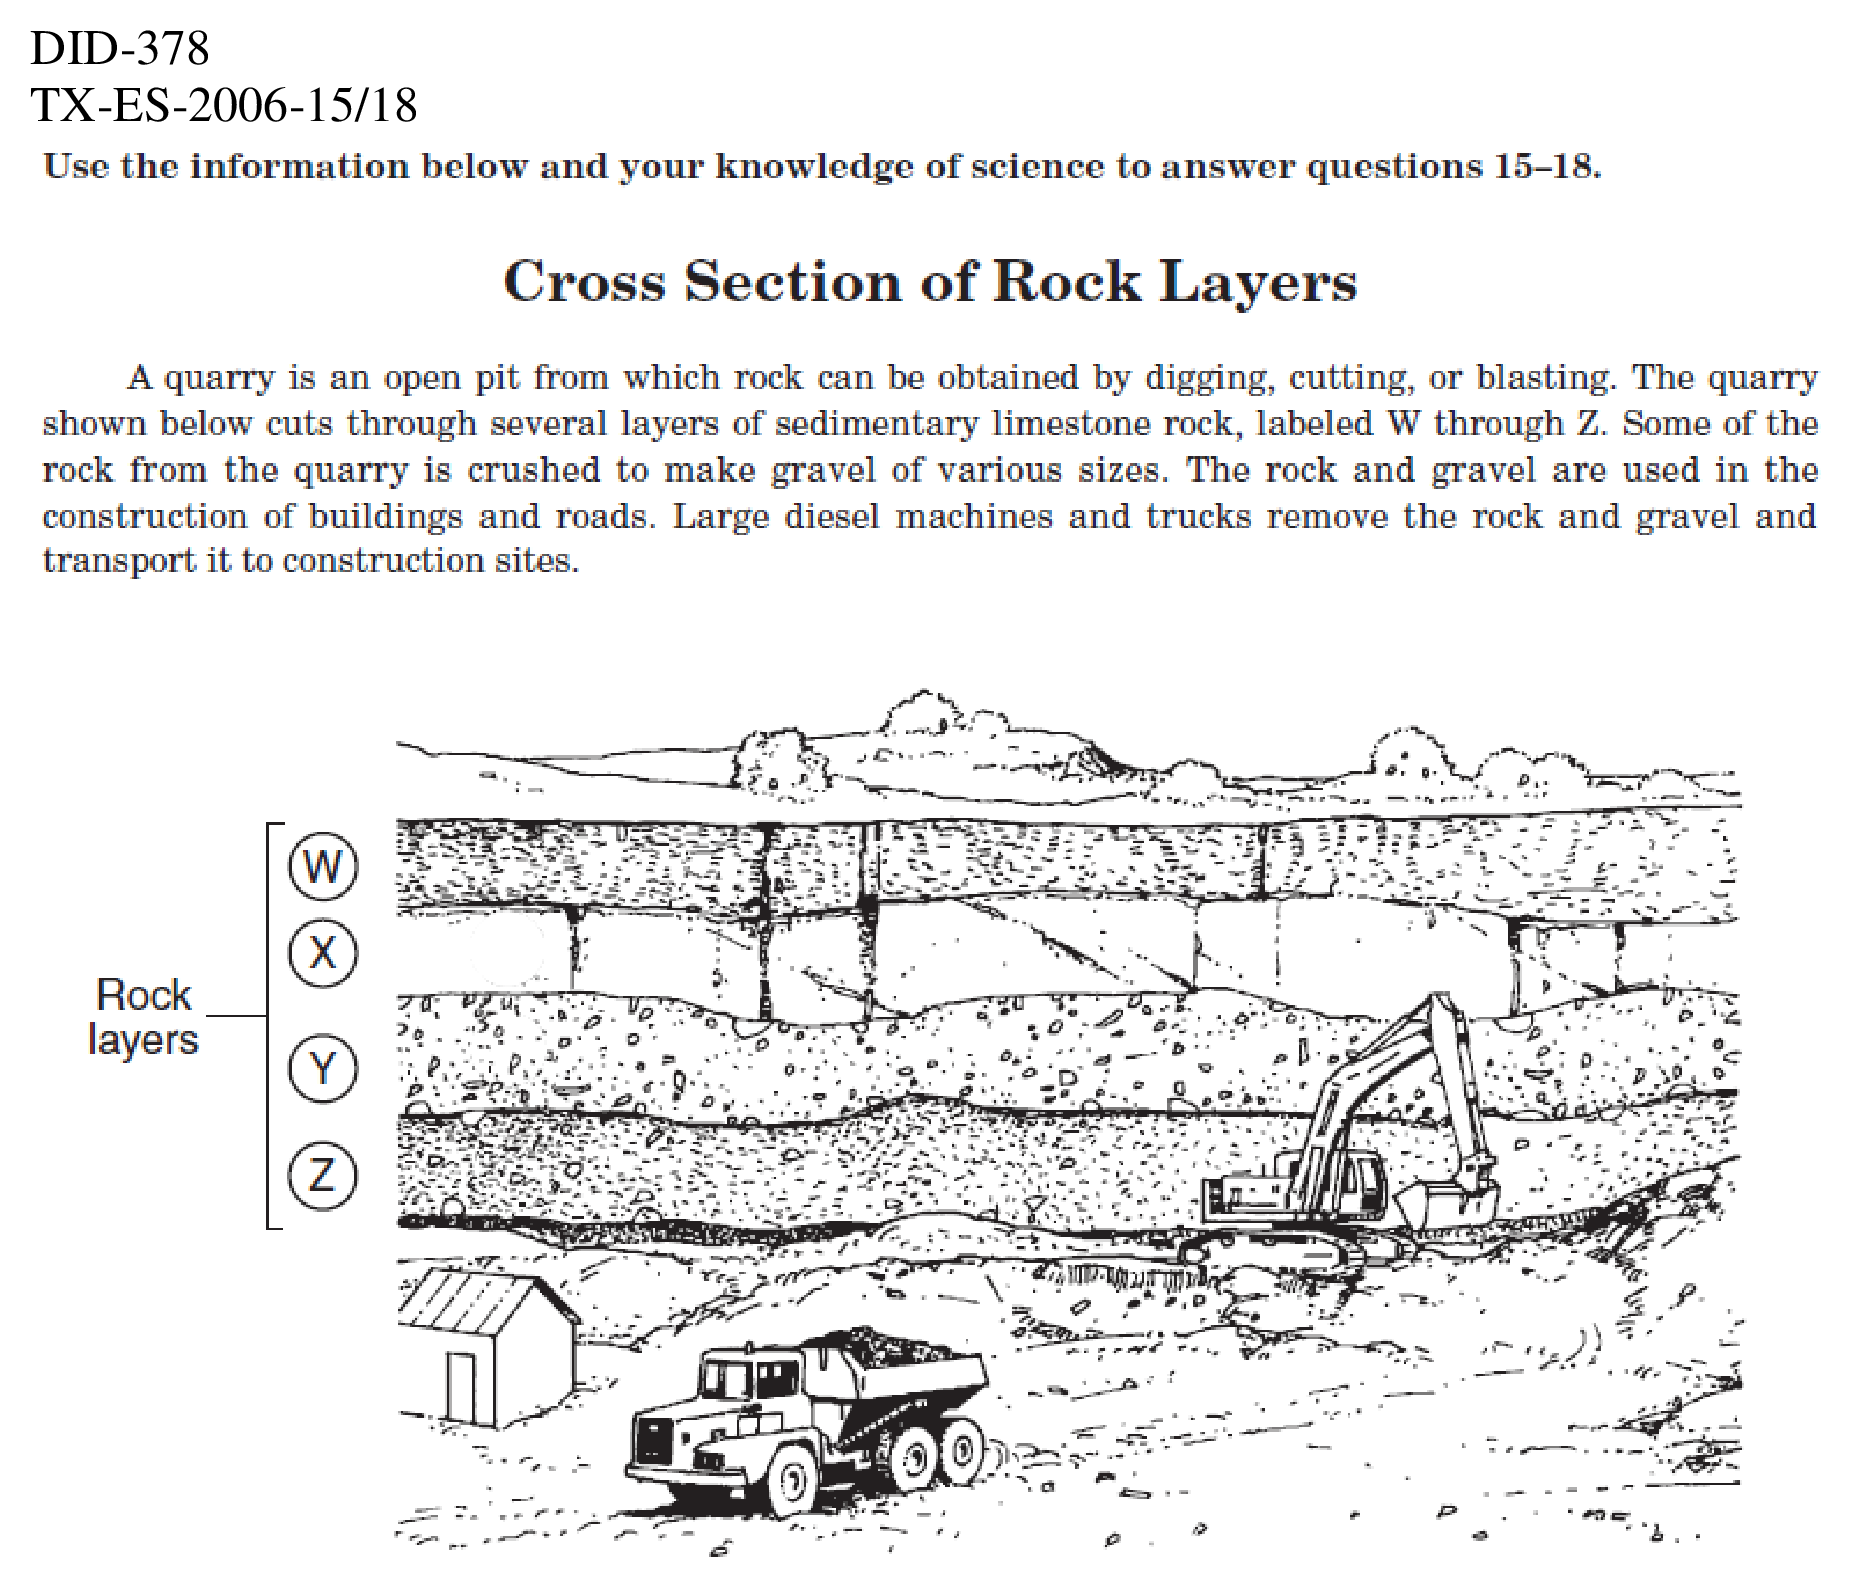 DID-378
TX-ES-2006-15/18
Use the information below and your knowledge of science to answer questions 15–18.
Cross Section of Rock Layers
A quarry is an open pit from which rock can be obtained by digging, cutting, or blasting. The quarry
shown below cuts through several layers of sedimentary limestone rock, labeled W through Z. Some of the
rock from the quarry is crushed to make gravel of various sizes. The rock and gravel are used in the
construction of buildings and roads. Large diesel machines and trucks remove the rock and gravel and
transport it to construction sites.
W
X
Rock
layers
Y
Z